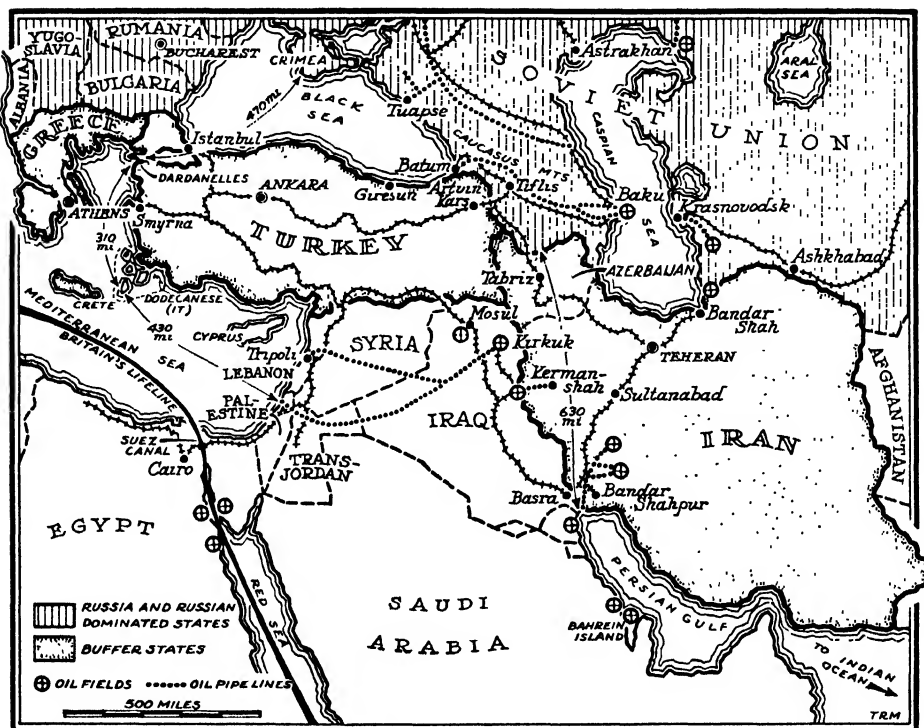 YUGO-
SLAVIA
RUMANIA
BUCHAREST
BULGARIA
ALBANIA
GREECE
ATHENS
CRIMEA
470 mi
BLACK
SEA
Tuapse
Astrakhan
ARAL
SEA
SOVIET UNION
CASPIAN
SEA
CAUCASUS
MTS.
Istanbul
DARDANELLES
ANKARA
Giresun
Batum
Artvin
Kars
Tiflis
Baku
Krasnovodsk
Ashkhabad
Smyrna
310
mi
TURKEY
Tabriz
AZERBAIJAN
Bandar
Shah
CRETE
DODECANESE
(IT)
430
mi
CYPRUS
MEDITERRANEAN
SEA
BRITAIN'S LIFELINE
Tripoli
LEBANON
SYRIA
Mosul
Kirkuk
TEHERAN
Kerman-
shah
Sultanabad
630
mi
PAL-
ESTINE
IRAQ
IRAN
AFGHANISTAN
SUEZ
CANAL
Cairo
TRANS-
JORDAN
Basra
Bandar
Shahpur
EGYPT
RED
SEA
SAUDI
ARABIA
PERSIAN GULF
BAHREIN
ISLAND
TO INDIAN
OCEAN
RUSSIA AND RUSSIAN
DOMINATED STATES
BUFFER STATES
OIL FIELDS
OIL PIPE LINES
500 MILES
TRM